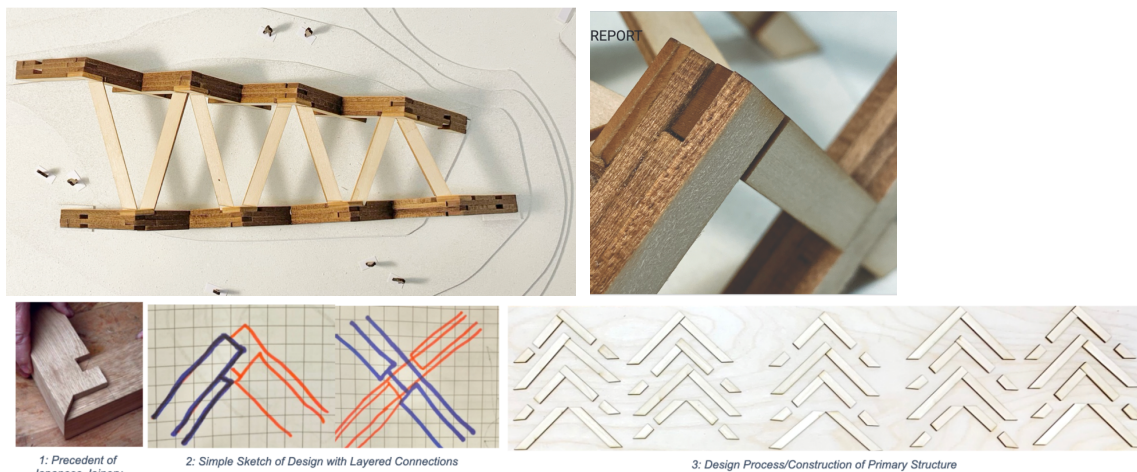 REPORT
1: Precedent of
2: Simple Sketch of Design with Layered Connections
3: Design Process/Construction of Primary Structure